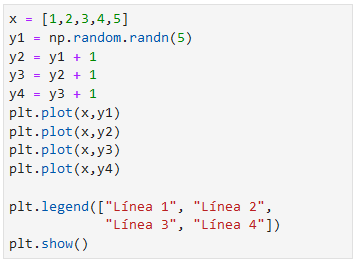 x = [1,2,3,4,5]
y1 = np.random.randn(5)
y2 = y1 + 1
y3 = y2 + 1
y4 = y3 + 1
plt.plot(x,y1)
plt.plot(x,y2)
plt.plot(x,y3)
plt.plot(x,y4)

plt.legend(["Línea 1", "Línea 2",
            "Línea 3", "Línea 4"])
plt.show()